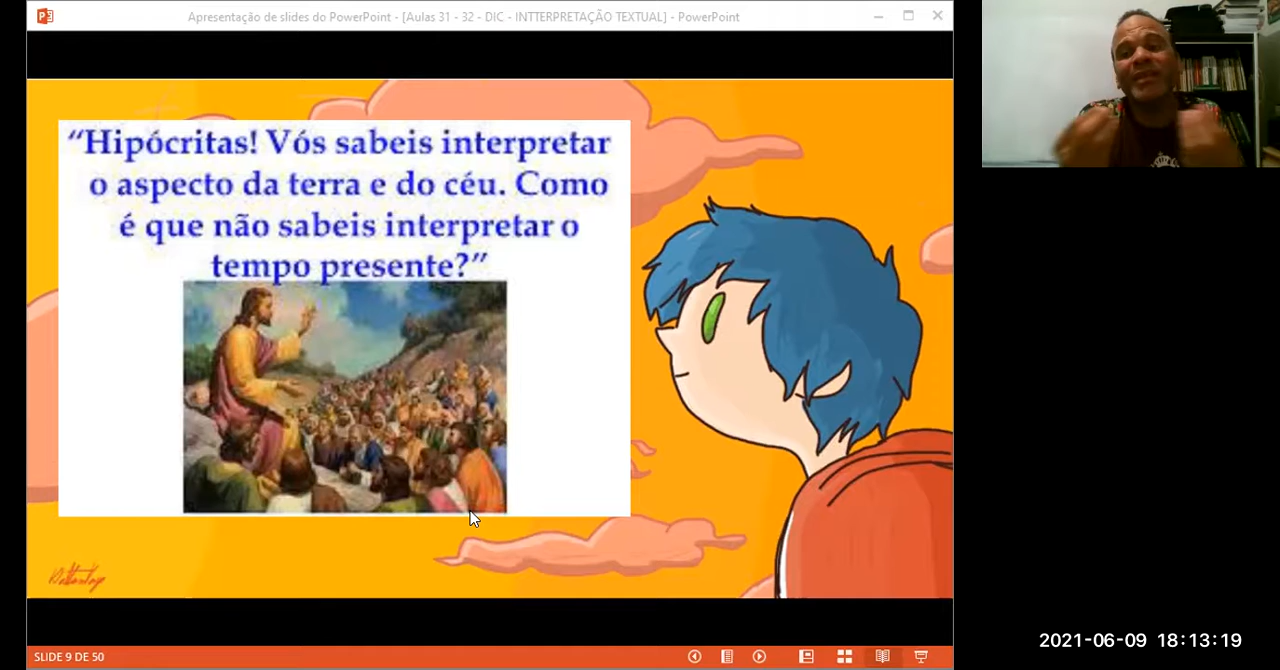 Apresentação de slides do PowerPoint - [Aulas 31 - 32 - DIC - INTTERPRETAÇÃO TEXTUAL] - PowerPoint
“Hipócritas! Vós sabeis interpretar
o aspecto da terra e do céu. Como
é que não sabeis interpretar o
tempo presente?”
SLIDE 9 DE 50
2021-06-09 18:13:19